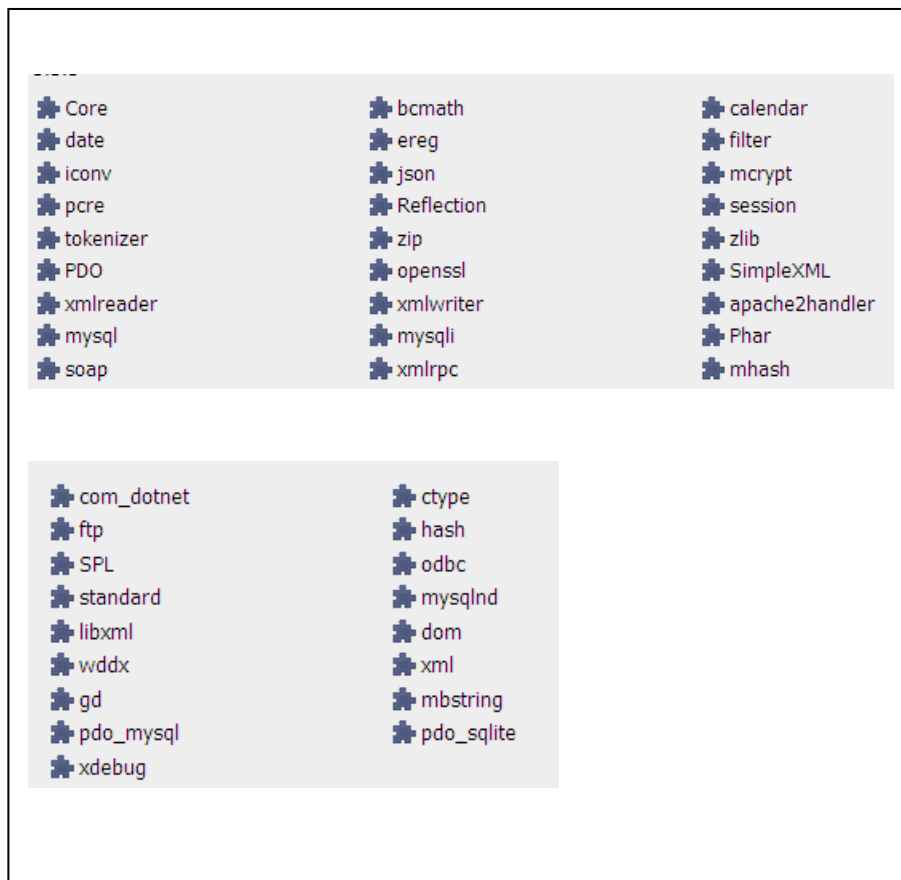 Core bcmath calendar
date ereg filter
iconv json mcrypt
pcre Reflection session
tokenizer zip zlib
PDO openssl SimpleXML
xmlreader xmlwriter apache2handler
mysql mysqli Phar
soap xmlrpc mhash
com_dotnet ctype
ftp hash
SPL odbc
standard mysqlnd
libxml dom
wddx xml
gd mbstring
pdo_mysql pdo_sqlite
xdebug